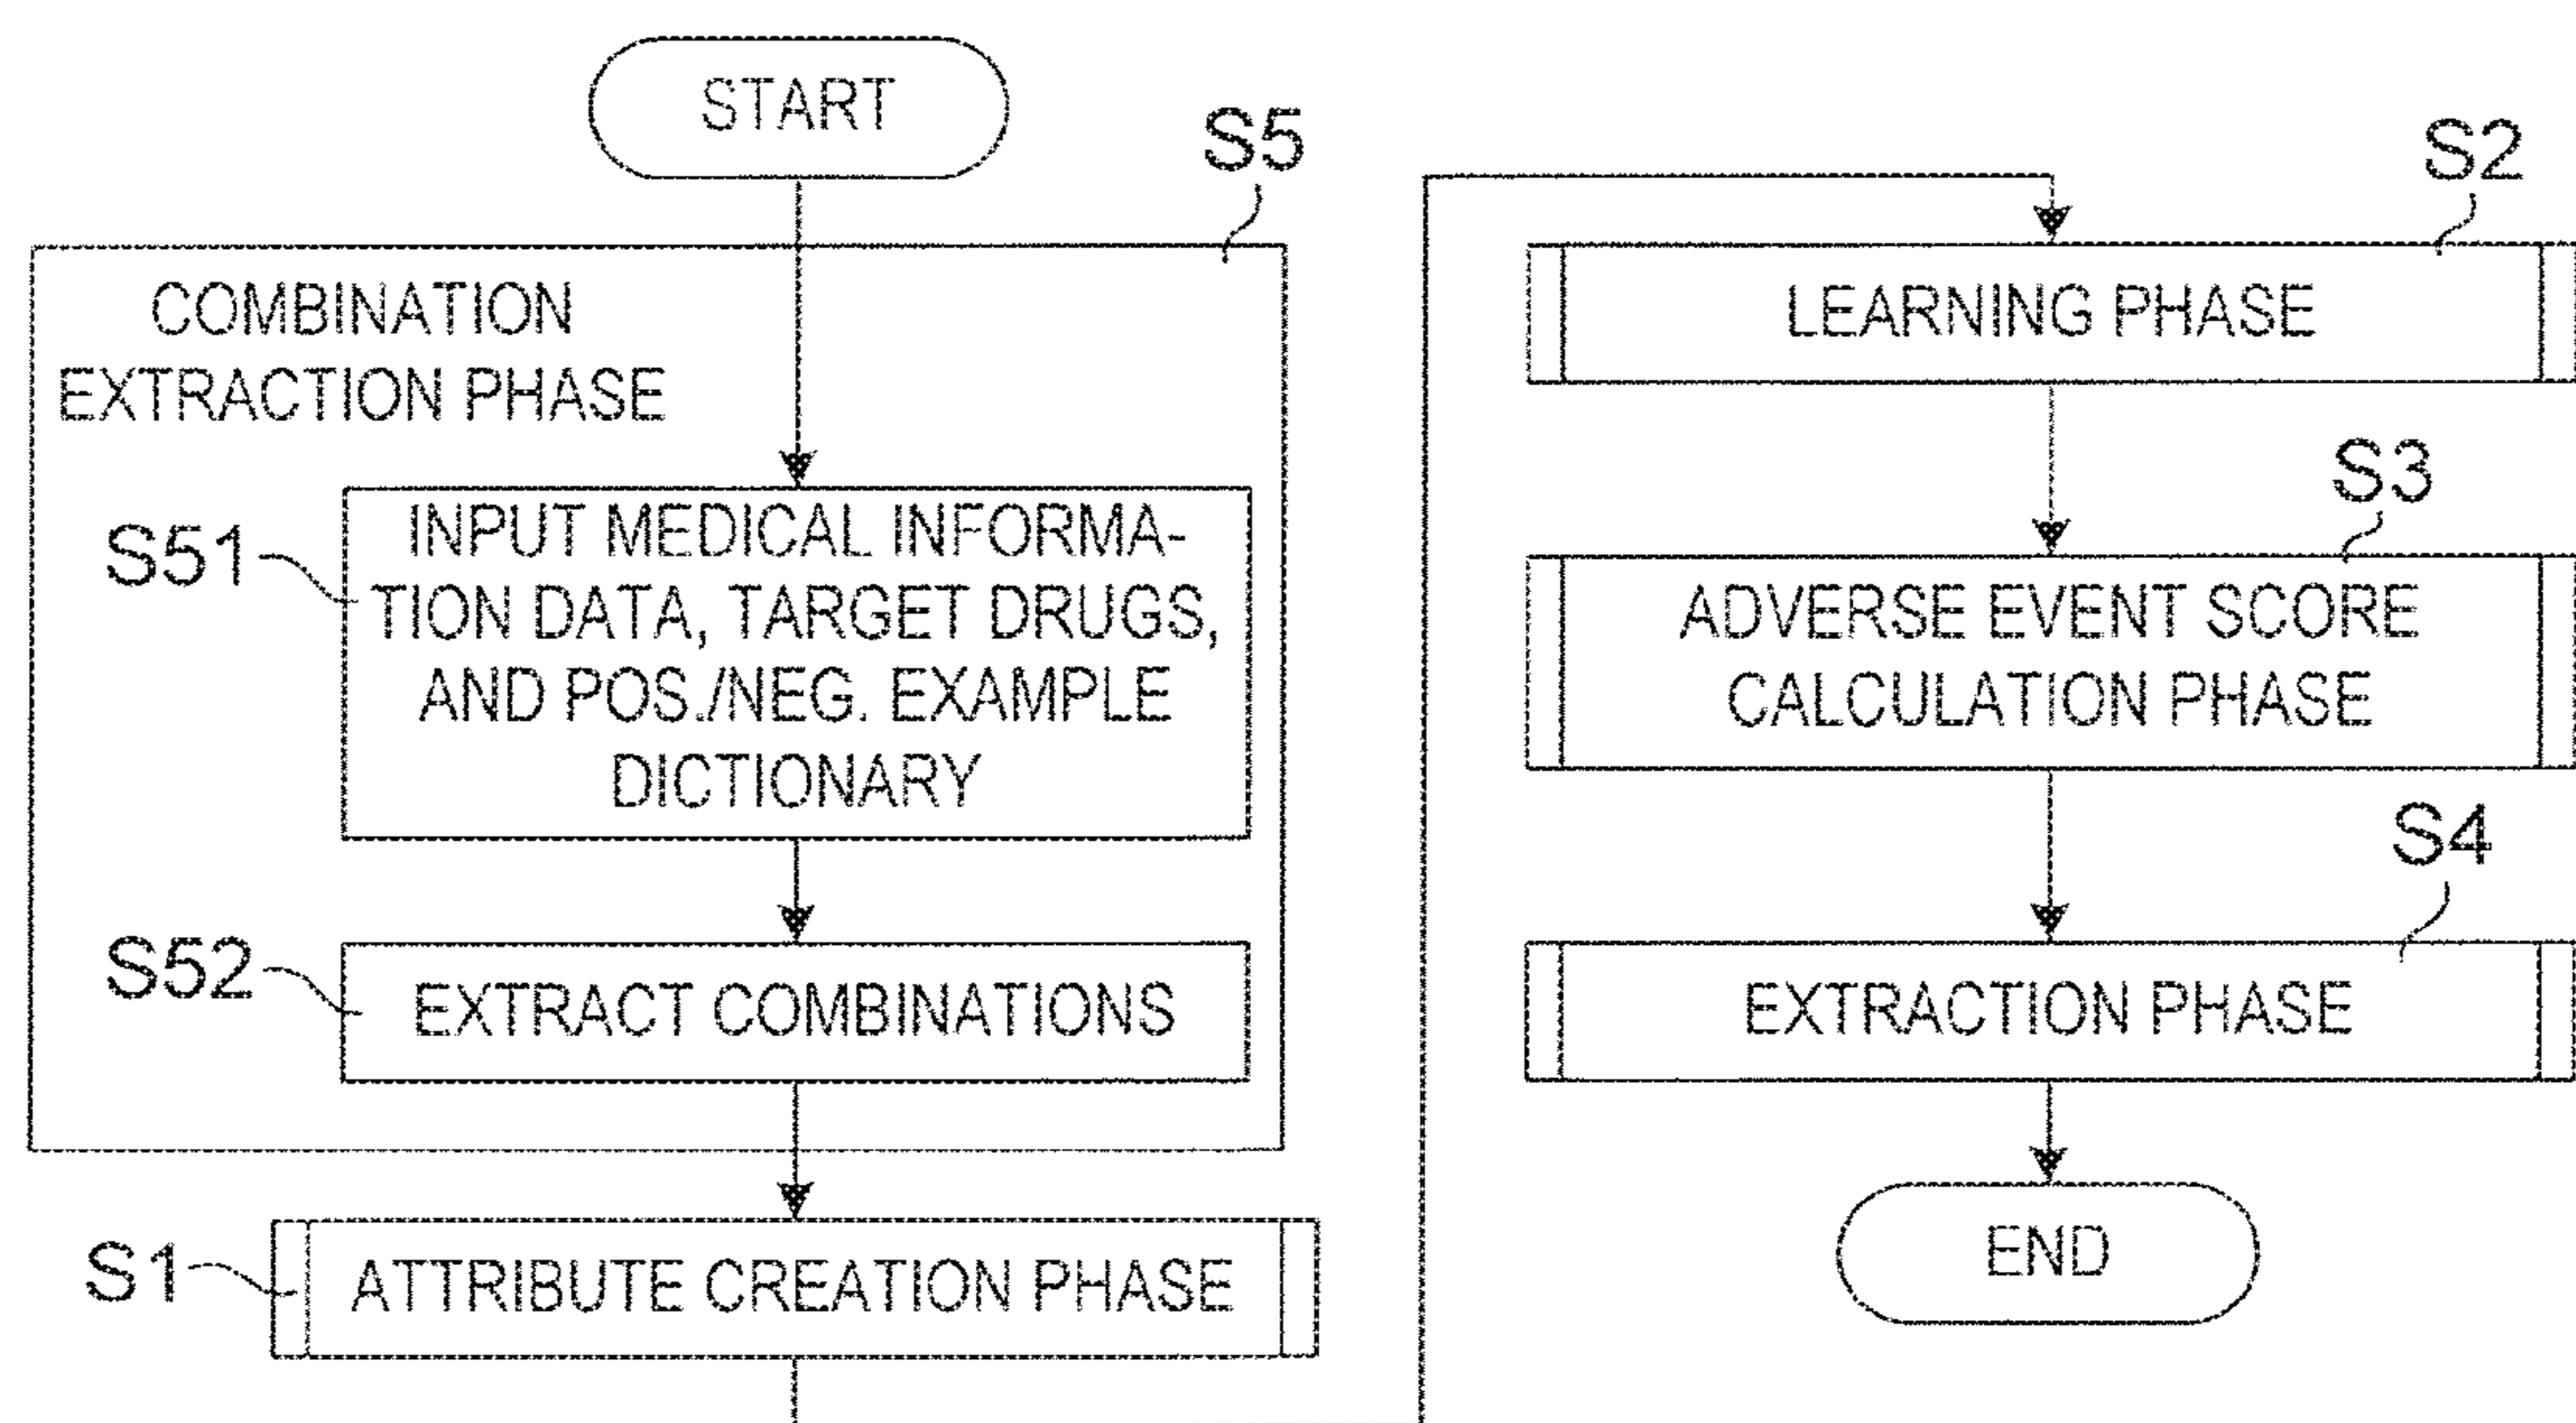 START
S5
COMBINATION
EXTRACTION PHASE
S51
INPUT MEDICAL INFORMA-
TION DATA, TARGET DRUGS,
AND POS./NEG. EXAMPLE
DICTIONARY
S52
EXTRACT COMBINATIONS
S1
ATTRIBUTE CREATION PHASE
S2
LEARNING PHASE
S3
ADVERSE EVENT SCORE
CALCULATION PHASE
S4
EXTRACTION PHASE
END